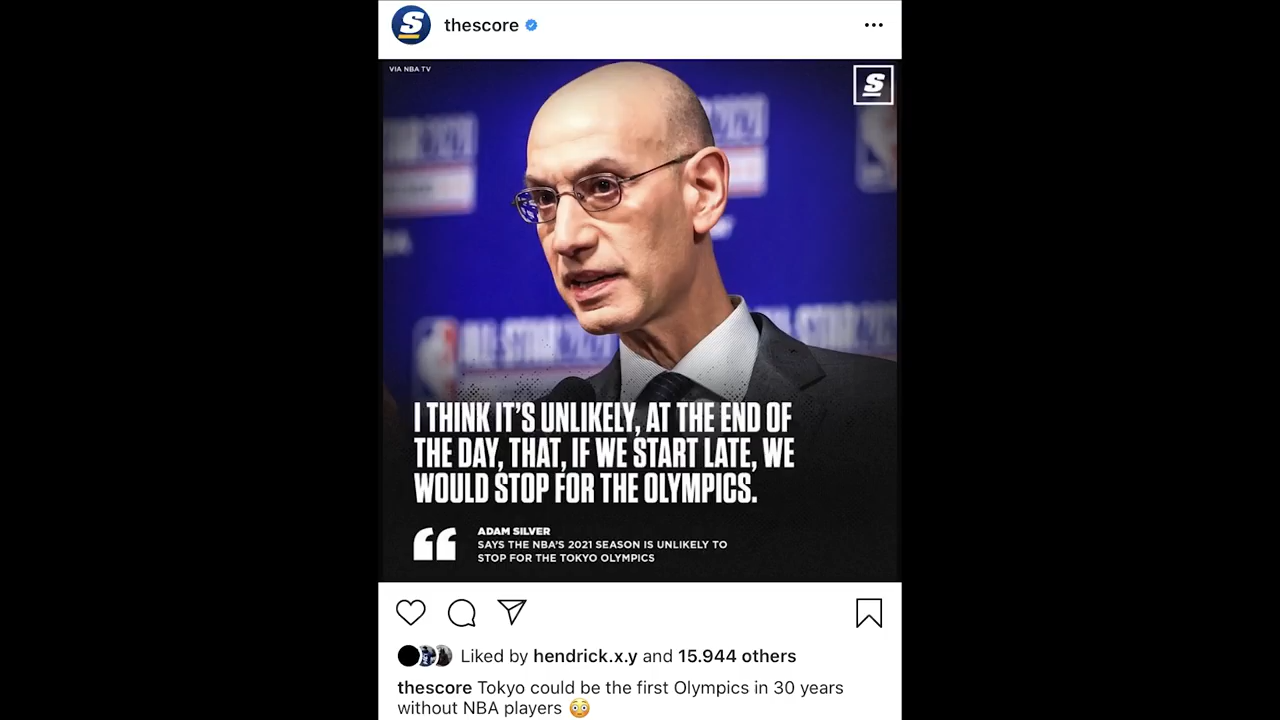 thescore
VIA NBA TV
S
I THINK IT'S UNLIKELY, AT THE END OF
THE DAY, THAT, IF WE START LATE, WE
WOULD STOP FOR THE OLYMPICS.
ADAM SILVER
SAYS THE NBA'S 2021 SEASON IS UNLIKELY TO
STOP FOR THE TOKYO OLYMPICS
Liked by hendrick.x.y and 15.944 others
thescore Tokyo could be the first Olympics in 30 years
without NBA players 😳